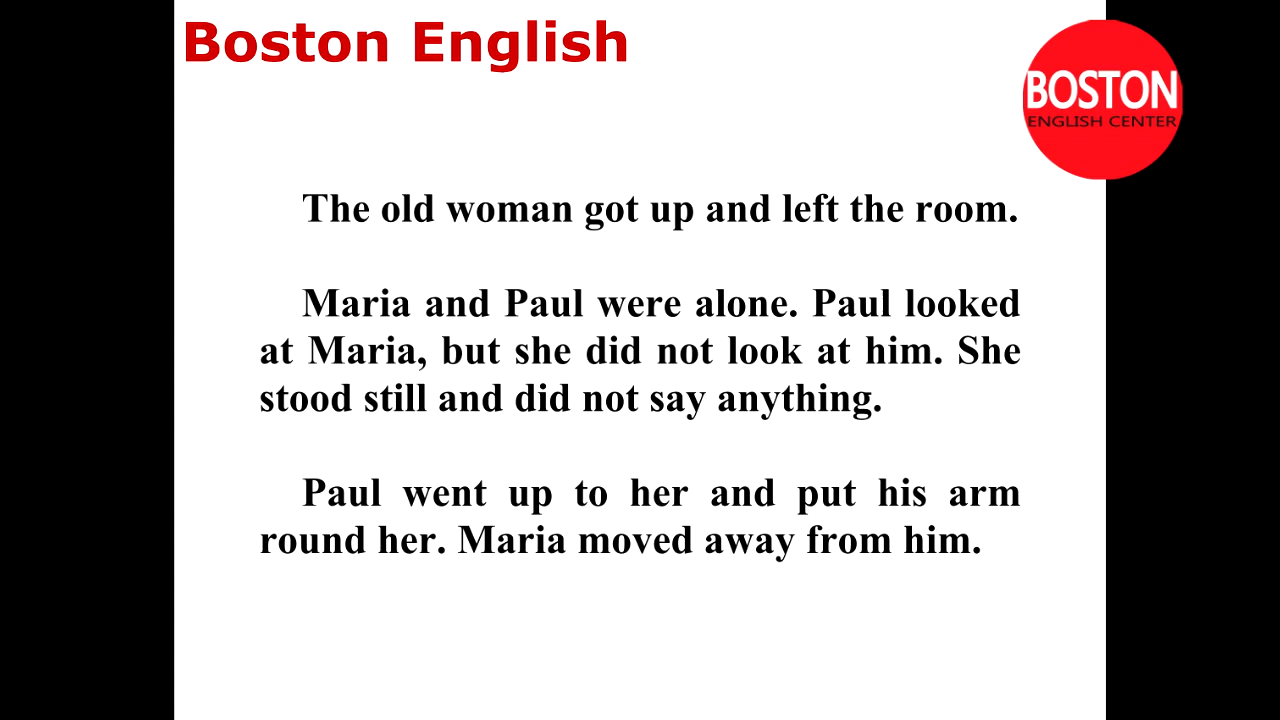 Boston English
BOSTON
ENGLISH CENTER
The old woman got up and left the room.
Maria and Paul were alone. Paul looked
at Maria, but she did not look at him. She
stood still and did not say anything.
Paul went up to her and put his arm
round her. Maria moved away from him.